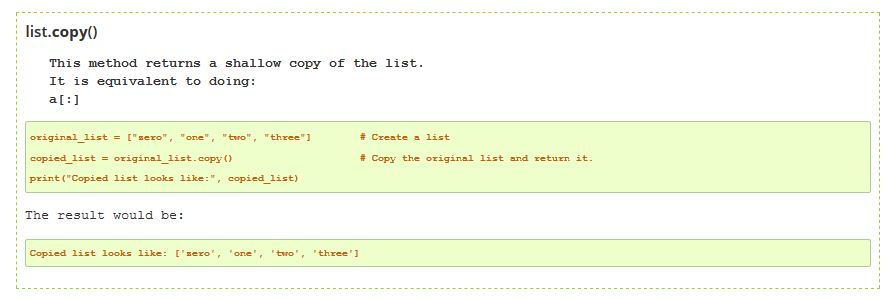 list.copy()
This method returns a shallow copy of the list.
It is equivalent to doing:
a[:]
original_list = ["zero", "one", "two", "three"] # Create a list
copied_list = original_list.copy() # Copy the original list and return it.
print("Copied list looks like:", copied_list)
The result would be:
Copied list looks like: ['zero', 'one', 'two', 'three']